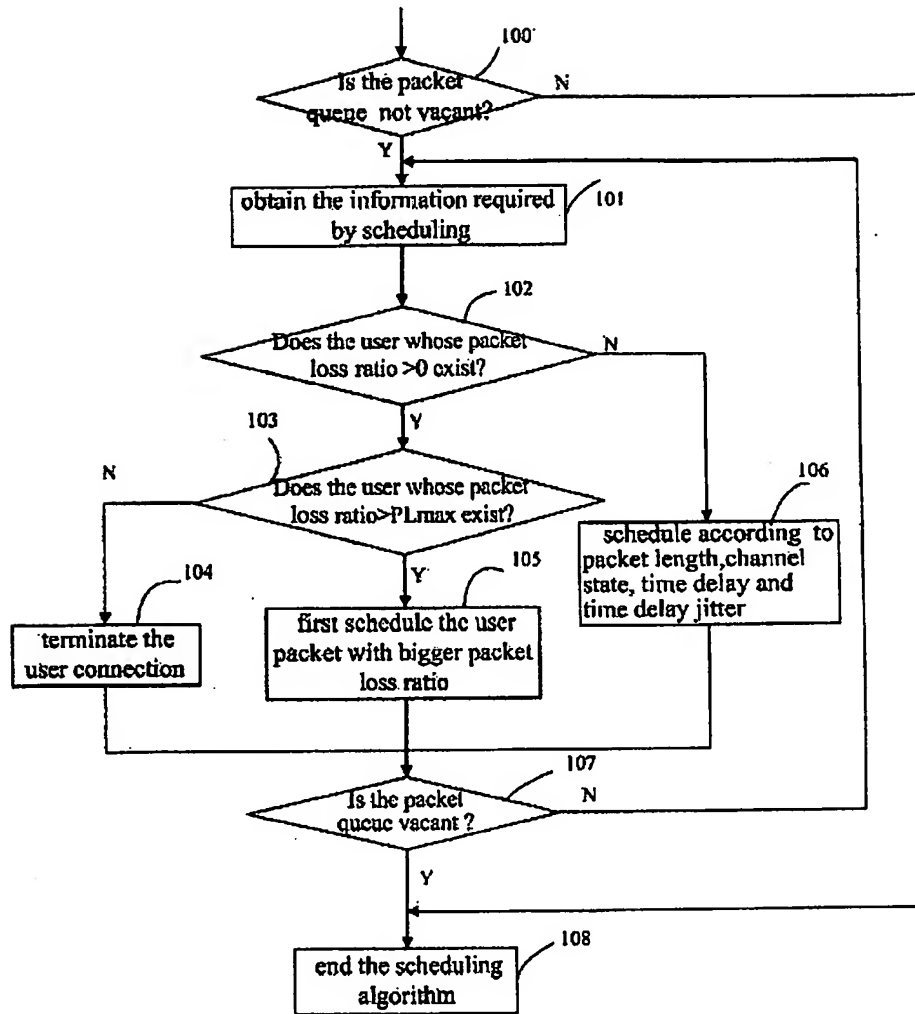 100
Is the packet
quene not vacant?
N
Y
obtain the information required
by scheduling
101
102
Does the user whose packet
loss ratio >0 exist?
N
Y
103
N
Does the user whose packet
loss ratio>PLmax exist?
106
schedule according to
packet length,channel
state, time delay and
time delay jitter
Y
104
105
terminate the
user connection
first schedule the user
packet with bigger packet
loss ratio
107
Is the packet
queue vacant ?
N
Y
108
end the scheduling
algorithm